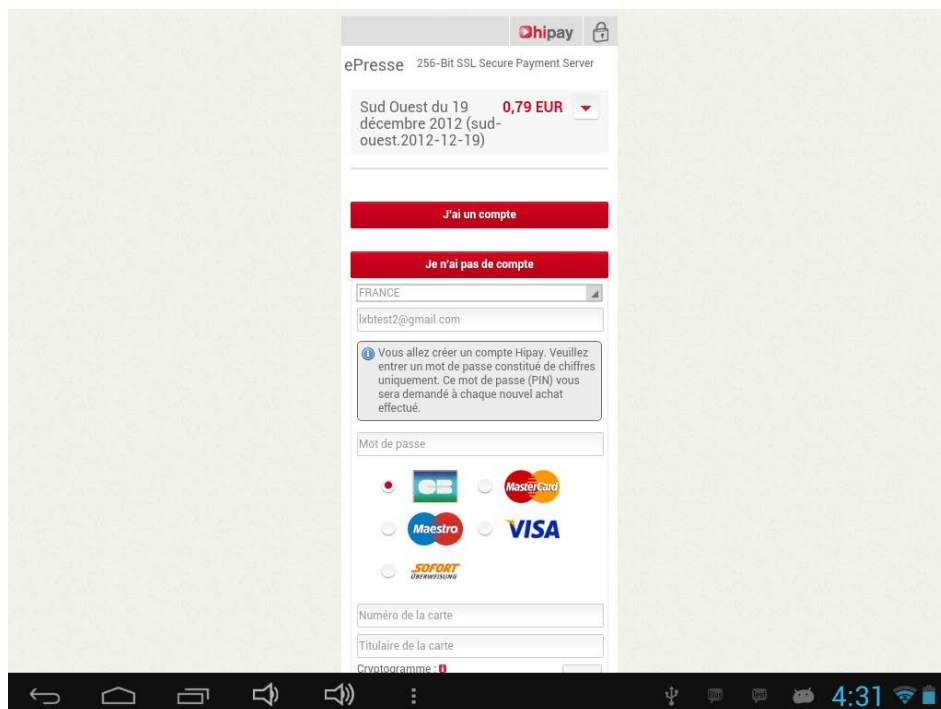 hipay
ePresse 256-Bit SSL Secure Payment Server
Sud Ouest du 19 0,79 EUR
décembre 2012 (sud-
ouest.2012-12-19)
J'ai un compte
Je n'ai pas de compte
FRANCE
lxbtest2@gmail.com
Vous allez créer un compte Hipay. Veuillez
entrer un mot de passe constitué de chiffres
uniquement. Ce mot de passe (PIN) vous
sera demandé à chaque nouvel achat
effectué.
Mot de passe
CB MasterCard
Maestro VISA
SOFORT
ÜBERWEISUNG
Numéro de la carte
Titulaire de la carte
Cryptogramme :
4:31